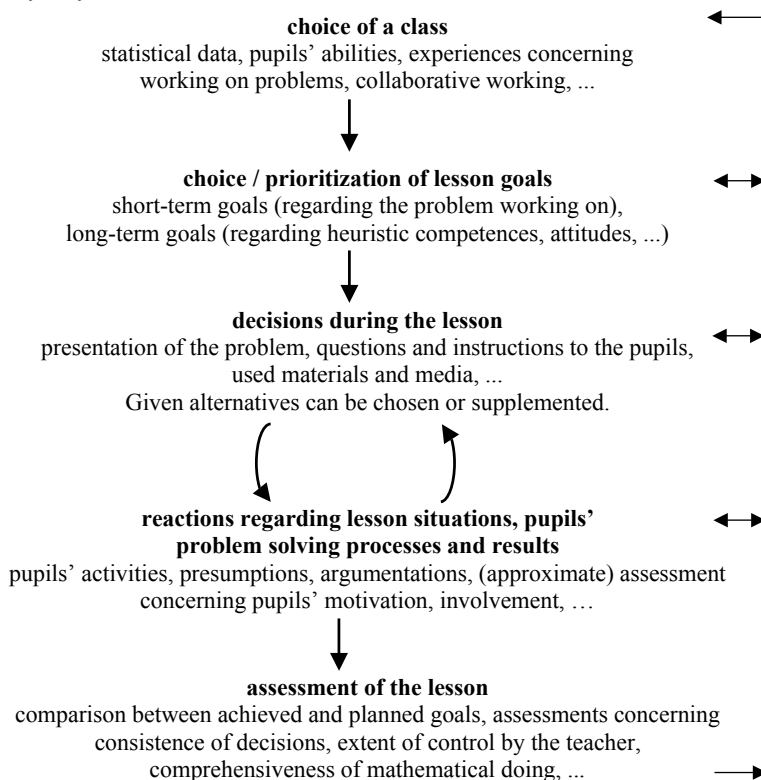 choice of a class
statistical data, pupils’ abilities, experiences concerning
working on problems, collaborative working, ...
choice / prioritization of lesson goals
short-term goals (regarding the problem working on),
long-term goals (regarding heuristic competences, attitudes, ...)
decisions during the lesson
presentation of the problem, questions and instructions to the pupils,
used materials and media, ...
Given alternatives can be chosen or supplemented.
reactions regarding lesson situations, pupils’
problem solving processes and results
pupils’ activities, presumptions, argumentations, (approximate) assessment
concerning pupils’ motivation, involvement, …
assessment of the lesson
comparison between achieved and planned goals, assessments concerning
consistence of decisions, extent of control by the teacher,
comprehensiveness of mathematical doing, ...